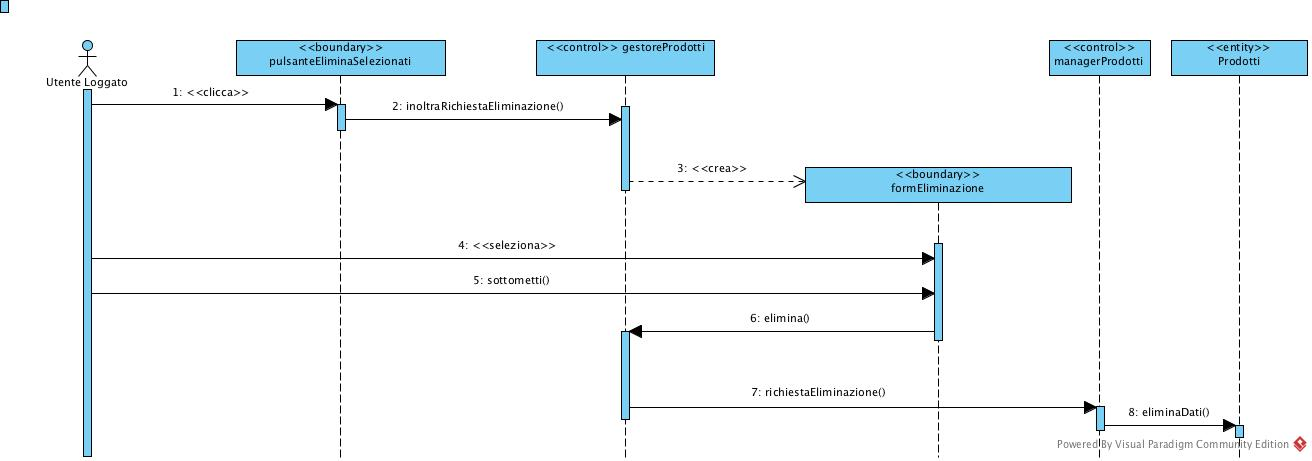 <<boundary>>
pulsanteEliminaSelezionati
<<control>> gestoreProdotti
<<control>>
managerProdotti
<<entity>>
Prodotti
Utente Loggato
1: <<clicca>>
2: inoltraRichiestaEliminazione()
3: <<crea>>
<<boundary>>
formEliminazione
4: <<seleziona>>
5: sottometti()
6: elimina()
7: richiestaEliminazione()
8: eliminaDati()
Powered By Visual Paradigm Community Edition